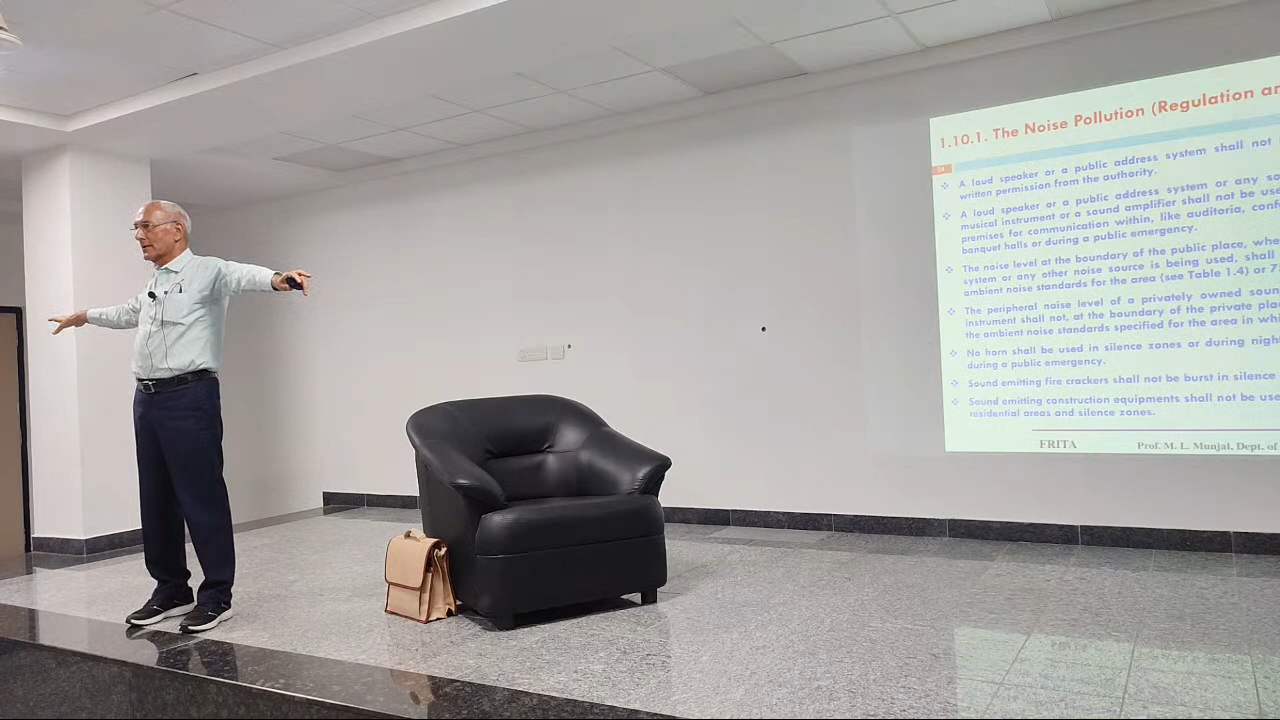 1.10.1. The Noise Pollution (Regulation an
A loud speaker or a public address system shall not
written permission from the authority.
A loud speaker or a public address system or any so
musical instrument or a sound amplifier shall not be use
premises for communication within, like auditoria, conf
banquet halls or during a public emergency.
The noise level at the boundary of the public place, whe
system or any other noise source is being used, shall
ambient noise standards for the area (see Table 1.4) or 7
The peripheral noise level of a privately owned soun
instrument shall not, at the boundary of the private pla
the ambient noise standards specified for the area in whi
No horn shall be used in silence zones or during nigh
during a public emergency.
Sound emitting fire crackers shall not be burst in silence
Sound emitting construction equipments shall not be use
residential areas and silence zones.
FRITA Prof. M. L. Munjal, Dept. of